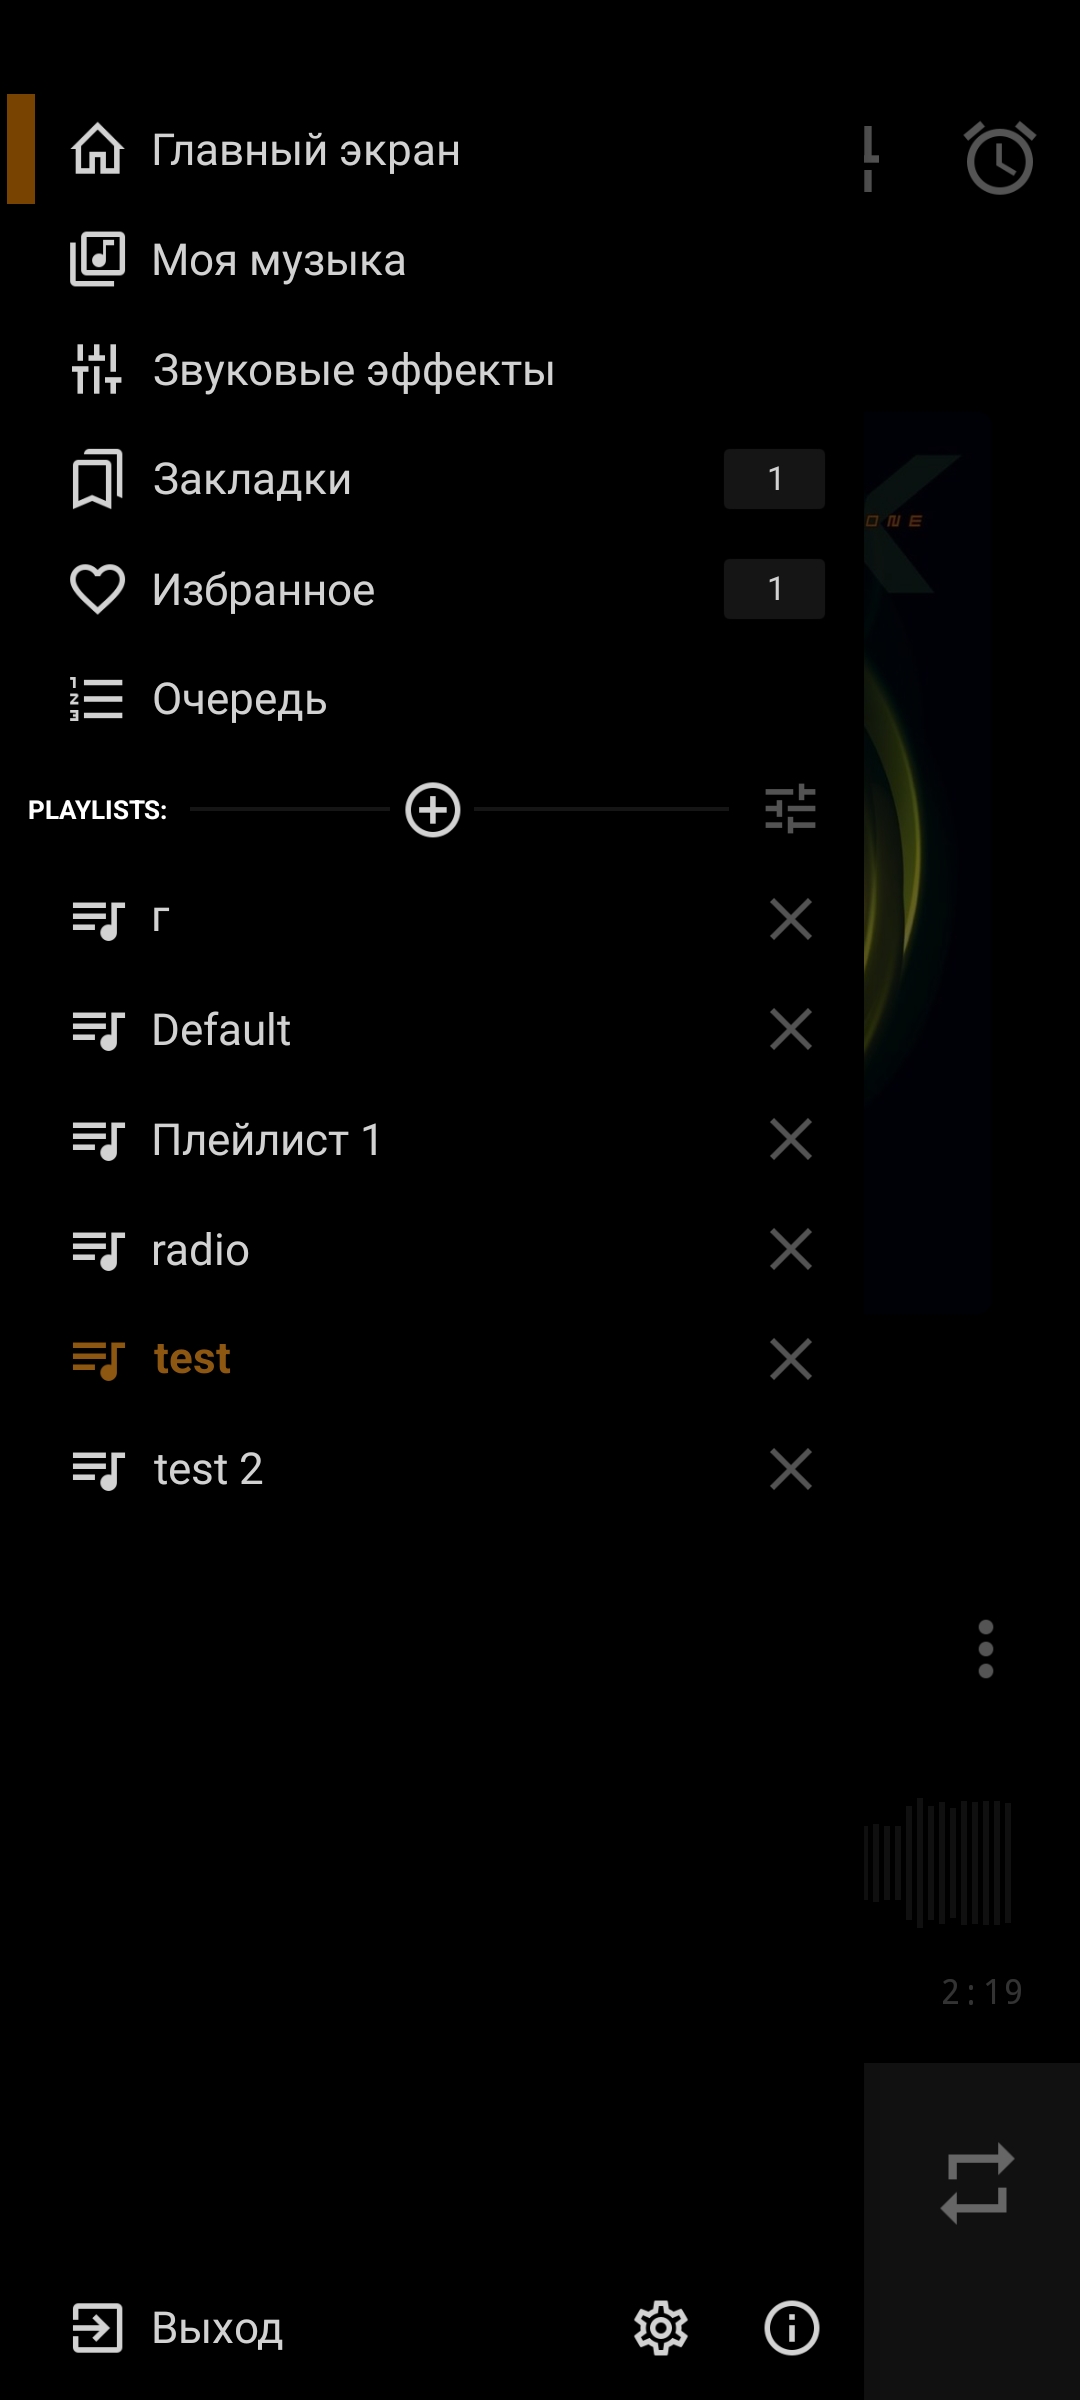 Главный экран
Моя музыка
Звуковые эффекты
Закладки 1
ONE
Избранное 1
Очередь
PLAYLISTS:
г
Default
Плейлист 1
radio
test
test 2
2:19
Выход